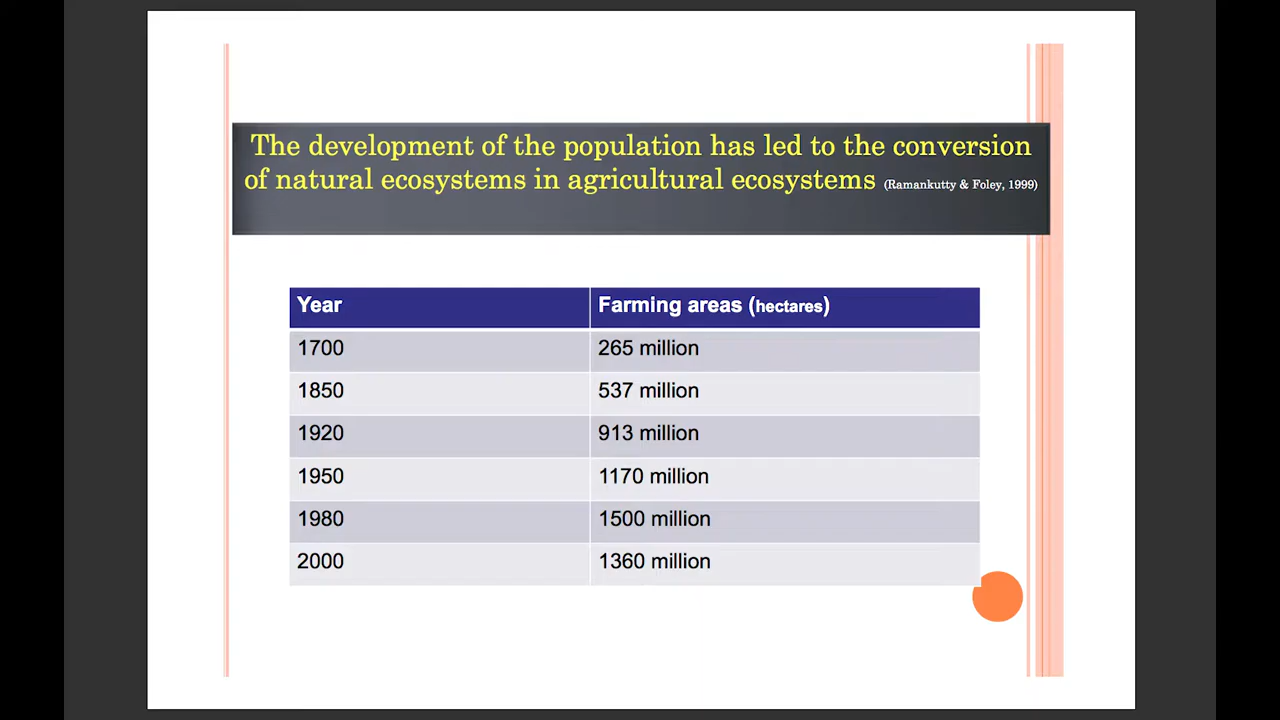 The development of the population has led to the conversion
of natural ecosystems in agricultural ecosystems (Ramankutty & Foley, 1999)
Year Farming areas (hectares)
1700 265 million
1850 537 million
1920 913 million
1950 1170 million
1980 1500 million
2000 1360 million